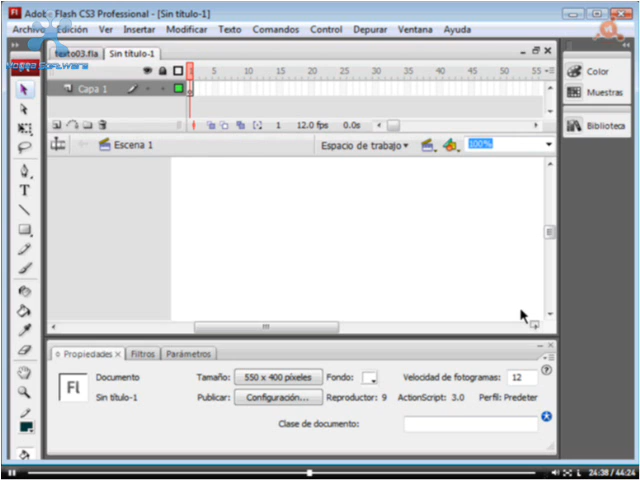 Adobe Flash CS3 Professional - [Sin título-1]
Archivo Edición Ver Insertar Modificar Texto Comandos Control Depurar Ventana Ayuda
texto03.fla Sin título-1
1 5 10 15 20 25 30 35 40 45 50 55
Capa 1
1 12.0 fps 0.0s
Escena 1 Espacio de trabajo 100%
Color
Muestras
Biblioteca
T
Propiedades Filtros Parámetros
Fl
Documento Tamaño: 550 x 400 píxeles Fondo: Velocidad de fotogramas: 12
Sin título-1 Publicar: Configuración... Reproductor: 9 ActionScript: 3.0 Perfil: Predeter
Clase de documento:
24:38 / 44:24